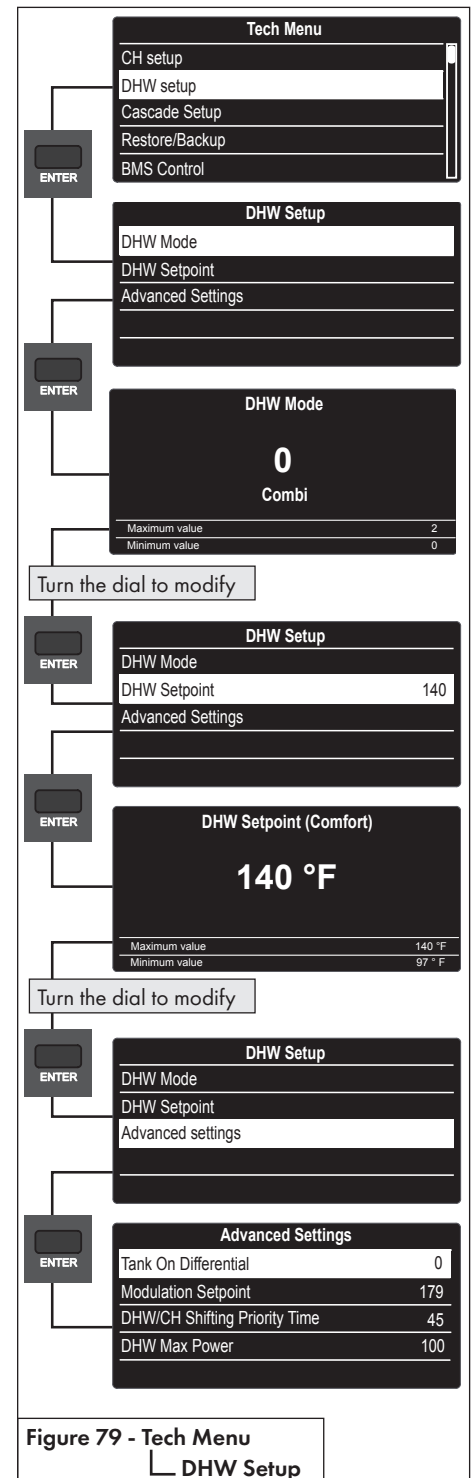 Tech Menu
CH setup
DHW setup
Cascade Setup
Restore/Backup
BMS Control
ENTER
DHW Setup
DHW Mode
DHW Setpoint
Advanced Settings
ENTER
DHW Mode
0
Combi
Maximum value 2
Minimum value 0
Turn the dial to modify
ENTER
DHW Setup
DHW Mode
DHW Setpoint 140
Advanced Settings
ENTER
DHW Setpoint (Comfort)
140 °F
Maximum value 140 °F
Minimum value 97 ° F
Turn the dial to modify
ENTER
DHW Setup
DHW Mode
DHW Setpoint
Advanced settings
ENTER
Advanced Settings
Tank On Differential 0
Modulation Setpoint 179
DHW/CH Shifting Priority Time 45
DHW Max Power 100
Figure 79 - Tech Menu
DHW Setup